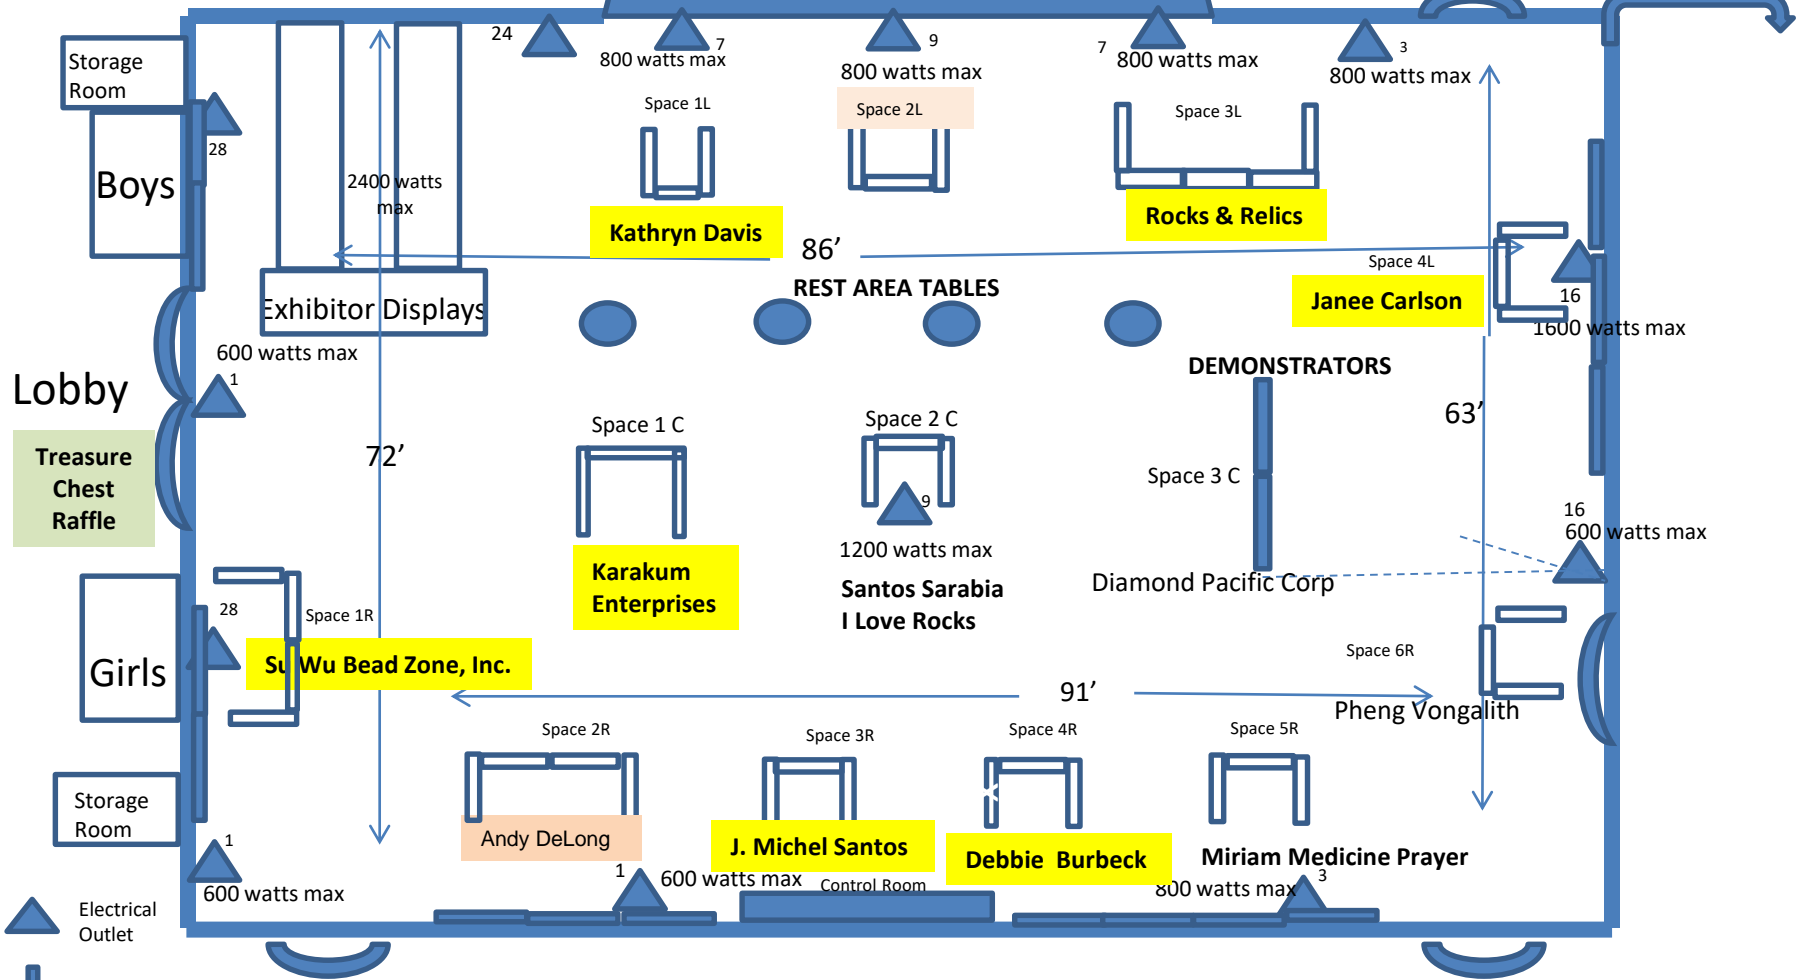 24
7
800 watts max
9
800 watts max
7
800 watts max
3
800 watts max
Storage
Room
28
Boys
2400 watts
max
Space 1L
Space 2L
Space 3L
Kathryn Davis
Rocks & Relics
86’
Space 4L
Janee Carlson
16
1600 watts max
REST AREA TABLES
Exhibitor Displays
600 watts max
1
Lobby
Treasure
Chest
Raffle
72’
DEMONSTRATORS
63’
Space 1 C
Space 2 C
Space 3 C
9
1200 watts max
16
600 watts max
Karakum
Enterprises
Santos Sarabia
I Love Rocks
Diamond Pacific Corp
28
Space 1R
Girls
Su Wu Bead Zone, Inc.
Space 6R
91’
Pheng Vongalith
Space 2R
Space 3R
Space 4R
Space 5R
Storage
Room
Andy DeLong
J. Michel Santos
Debbie Burbeck
Miriam Medicine Prayer
1
600 watts max
1
600 watts max
Control Room
800 watts max
3
Electrical
Outlet